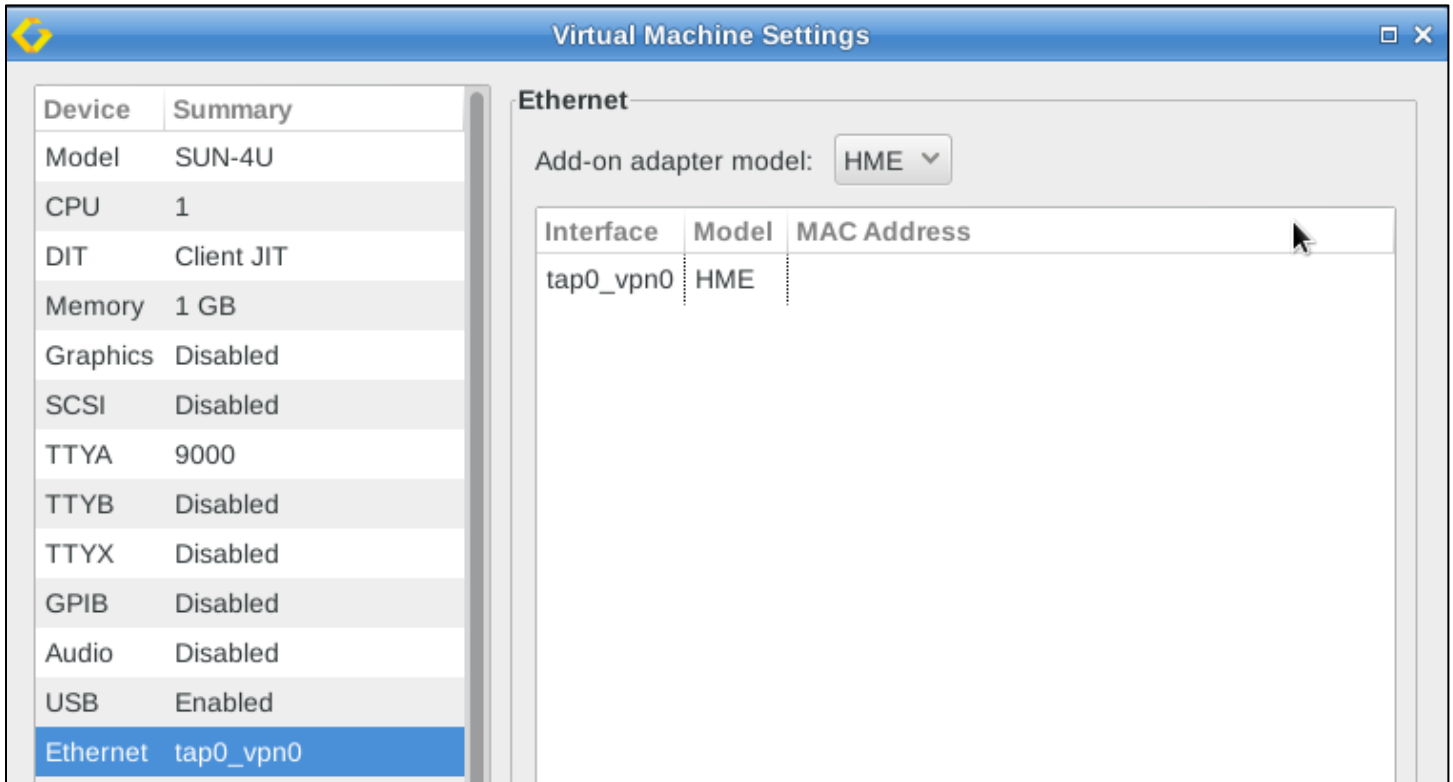 Virtual Machine Settings
Device Summary
Model SUN-4U
CPU 1
DIT Client JIT
Memory 1 GB
Graphics Disabled
SCSI Disabled
TTYA 9000
TTYB Disabled
TTYX Disabled
GPIB Disabled
Audio Disabled
USB Enabled
Ethernet tap0_vpn0
Ethernet
Add-on adapter model: HME
Interface Model MAC Address
tap0_vpn0 HME